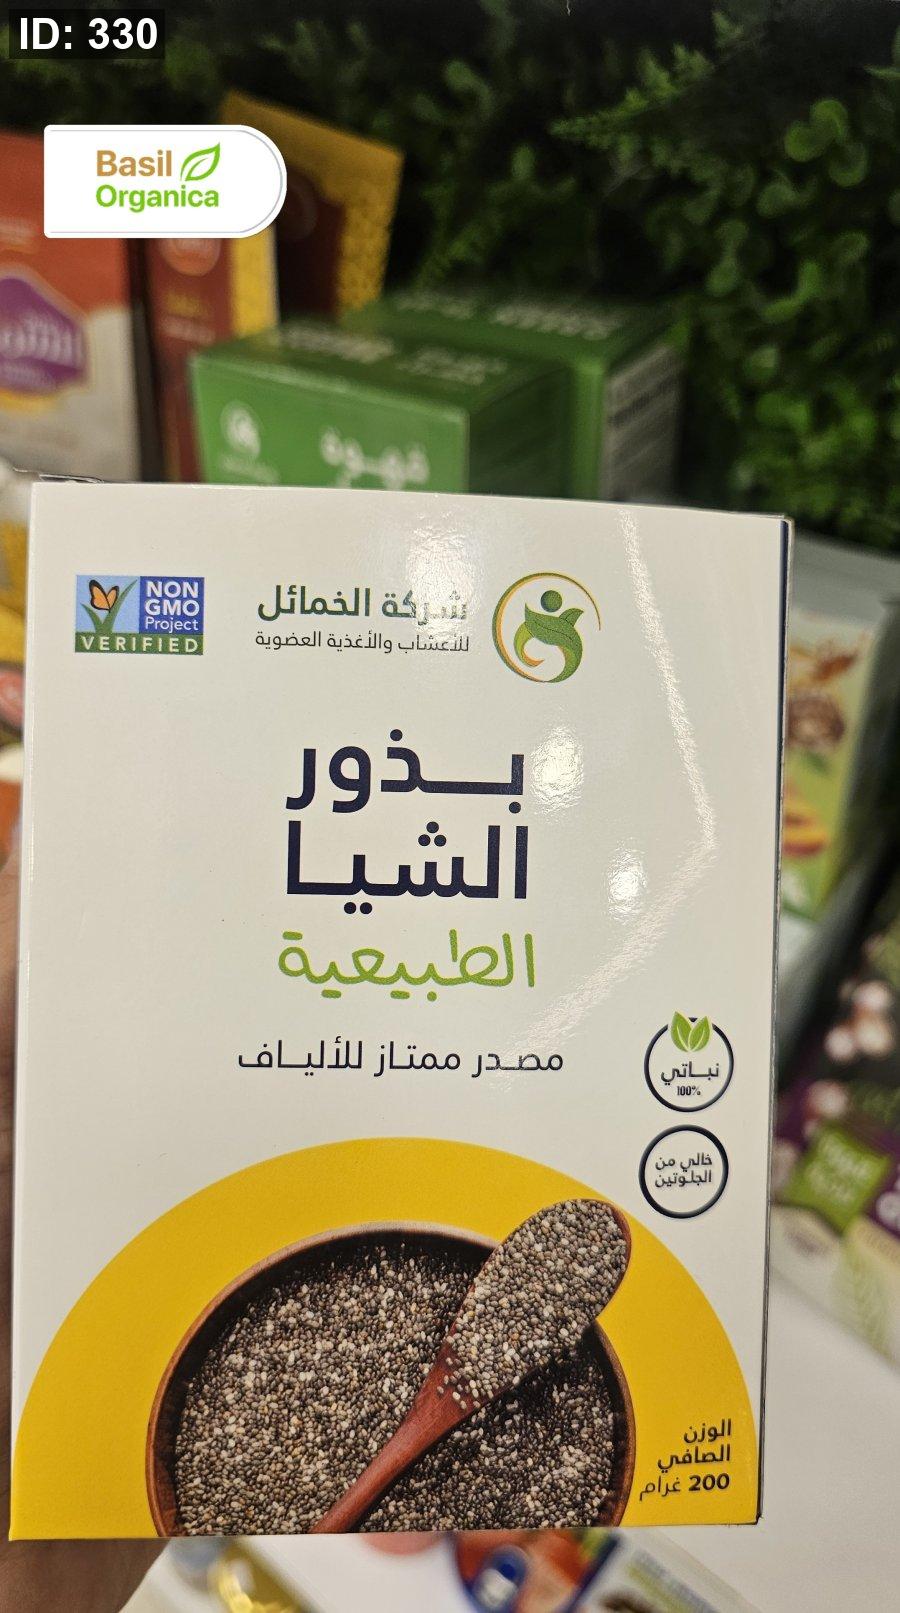 ID: 330
Basil
Organica
قهوة
NON
GMO
Project
VERIFIED
شركة الخمائل
للأعشاب والأغذية العضوية
بذور
الشيا
الطبيعية
مصدر ممتاز للألياف
نباتي
100%
خالي من
الجلوتين
الوزن
الصافي
200 غرام